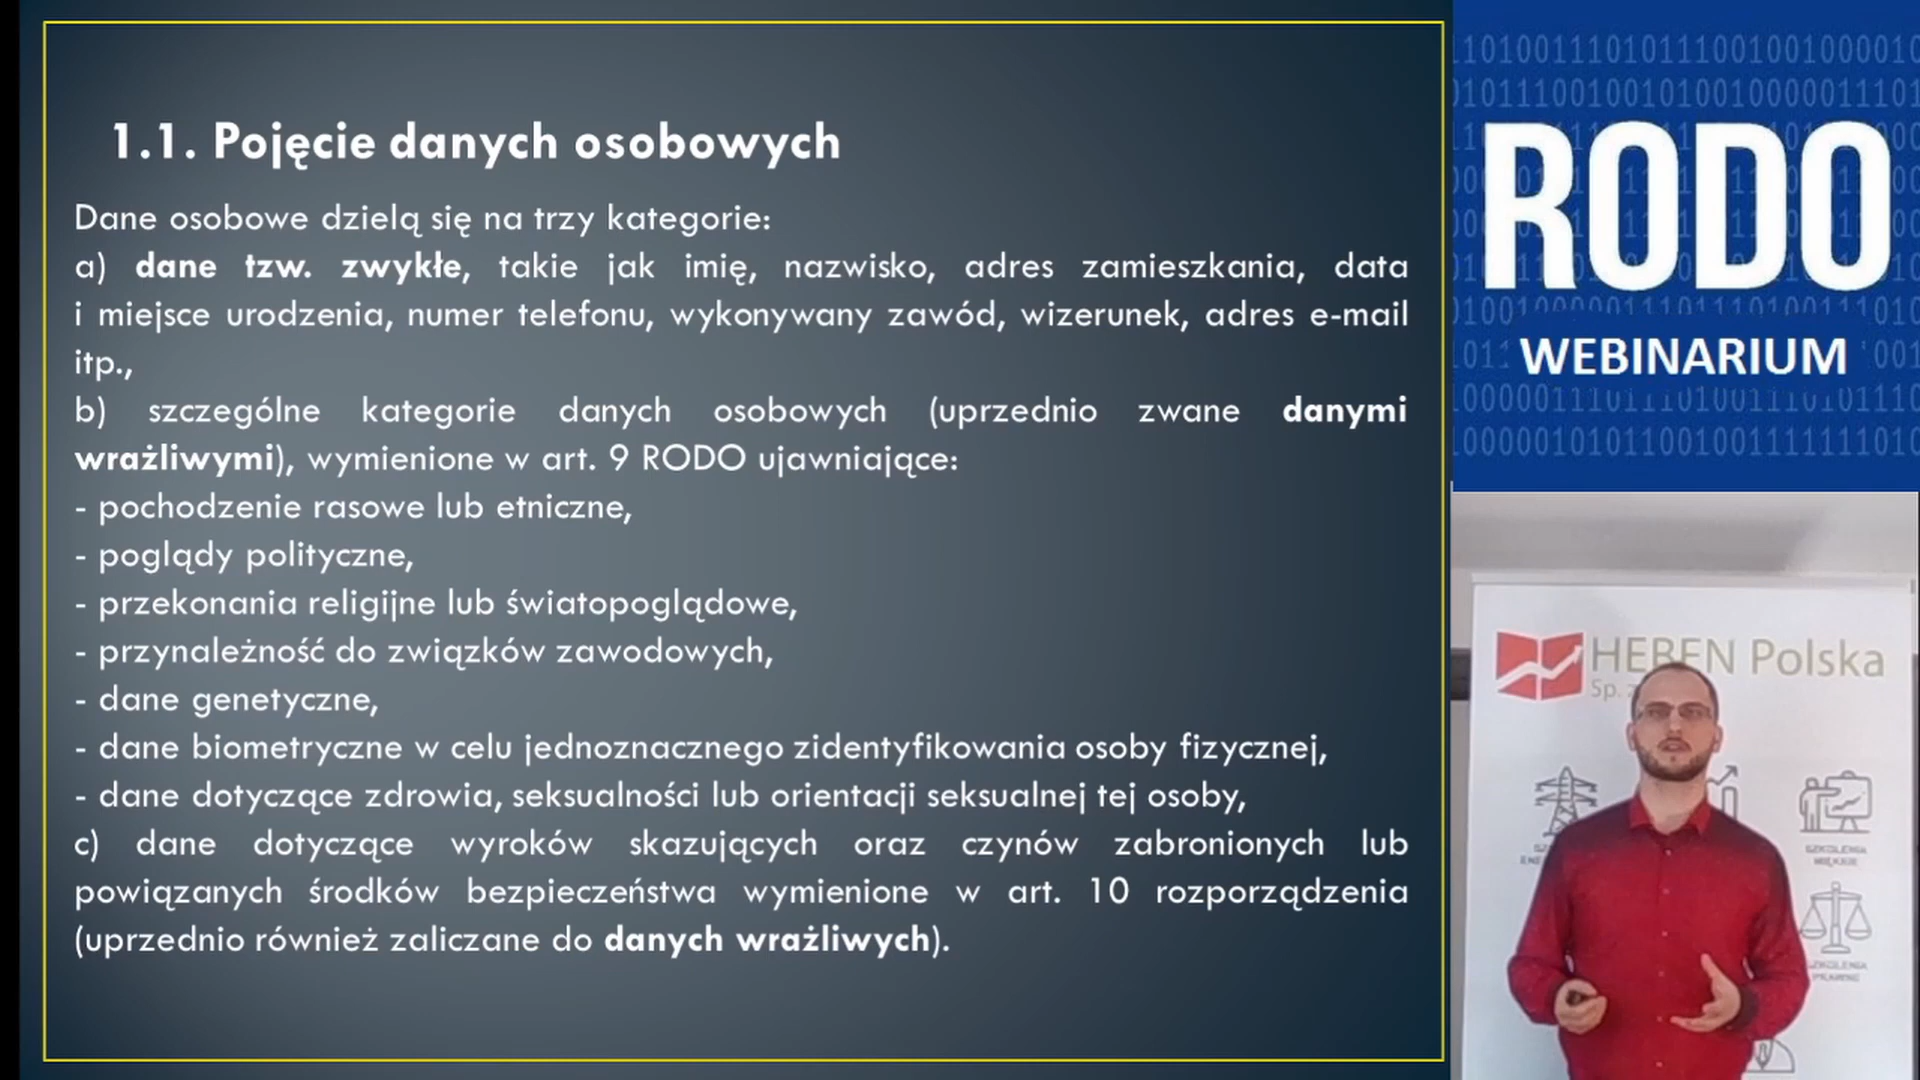 1.1. Pojęcie danych osobowych
Dane osobowe dzielą się na trzy kategorie:
a) dane tzw. zwykłe, takie jak imię, nazwisko, adres zamieszkania, data
i miejsce urodzenia, numer telefonu, wykonywany zawód, wizerunek, adres e-mail
itp.,
b) szczególne kategorie danych osobowych (uprzednio zwane danymi
wrażliwymi), wymienione w art. 9 RODO ujawniające:
- pochodzenie rasowe lub etniczne,
- poglądy polityczne,
- przekonania religijne lub światopoglądowe,
- przynależność do związków zawodowych,
- dane genetyczne,
- dane biometryczne w celu jednoznacznego zidentyfikowania osoby fizycznej,
- dane dotyczące zdrowia, seksualności lub orientacji seksualnej tej osoby,
c) dane dotyczące wyroków skazujących oraz czynów zabronionych lub
powiązanych środków bezpieczeństwa wymienione w art. 10 rozporządzenia
(uprzednio również zaliczane do danych wrażliwych).
RODO
WEBINARIUM
HEREN Polska
Sp. z
SZKOLENIA
MIĘKKIE
SZKOLENIA
PRAWNE